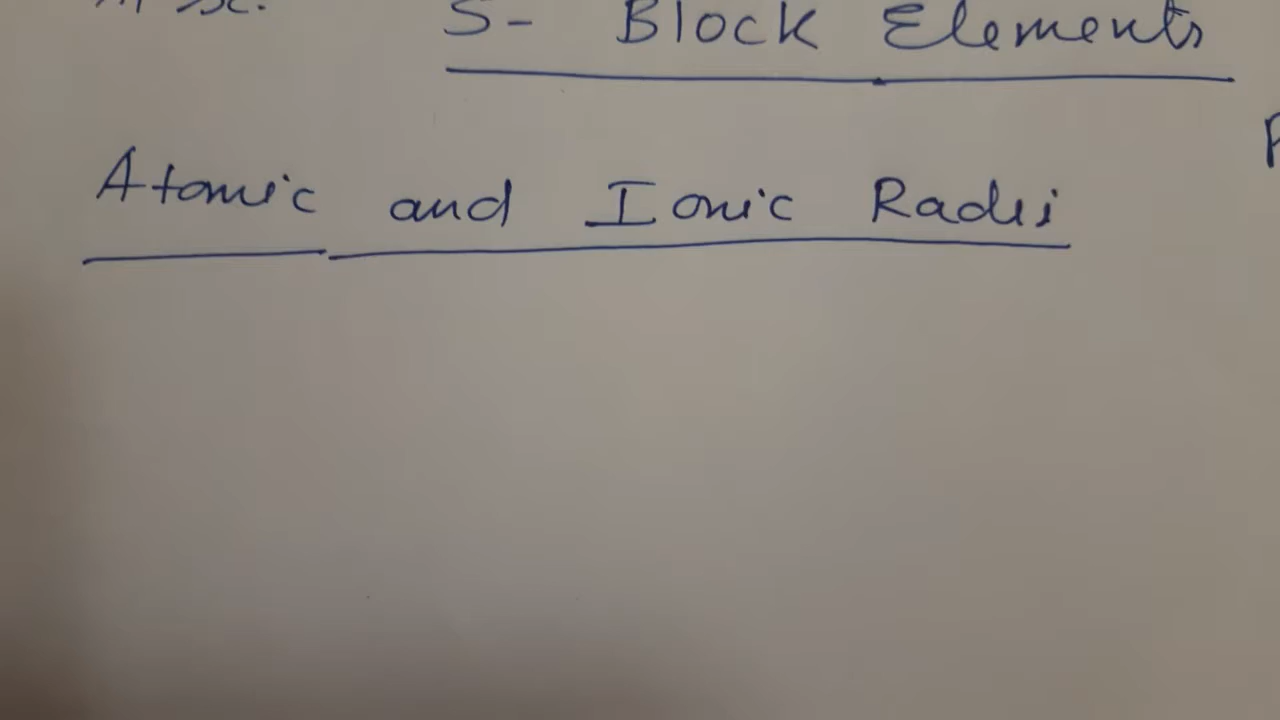 S- Block Elements
Atomic and Ionic Radii